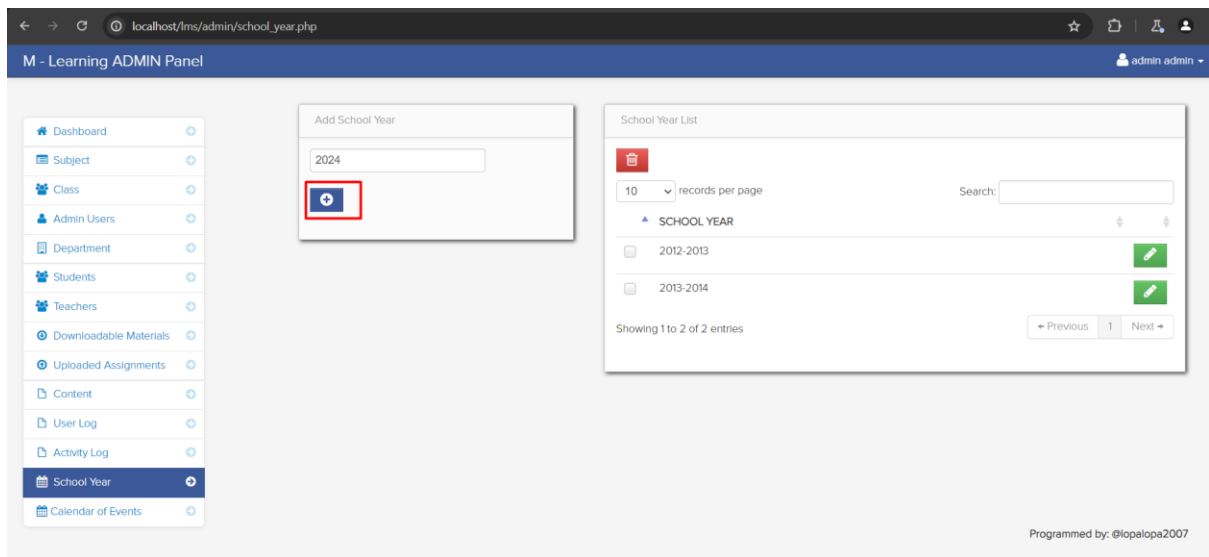 localhost/lms/admin/school_year.php
M - Learning ADMIN Panel
admin admin
Dashboard
Subject
Class
Admin Users
Department
Students
Teachers
Downloadable Materials
Uploaded Assignments
Content
User Log
Activity Log
School Year
Calendar of Events
Add School Year
2024
School Year List
10 records per page
Search:
SCHOOL YEAR
2012-2013
2013-2014
Showing 1 to 2 of 2 entries
← Previous 1 Next →
Programmed by: @lopalopa2007